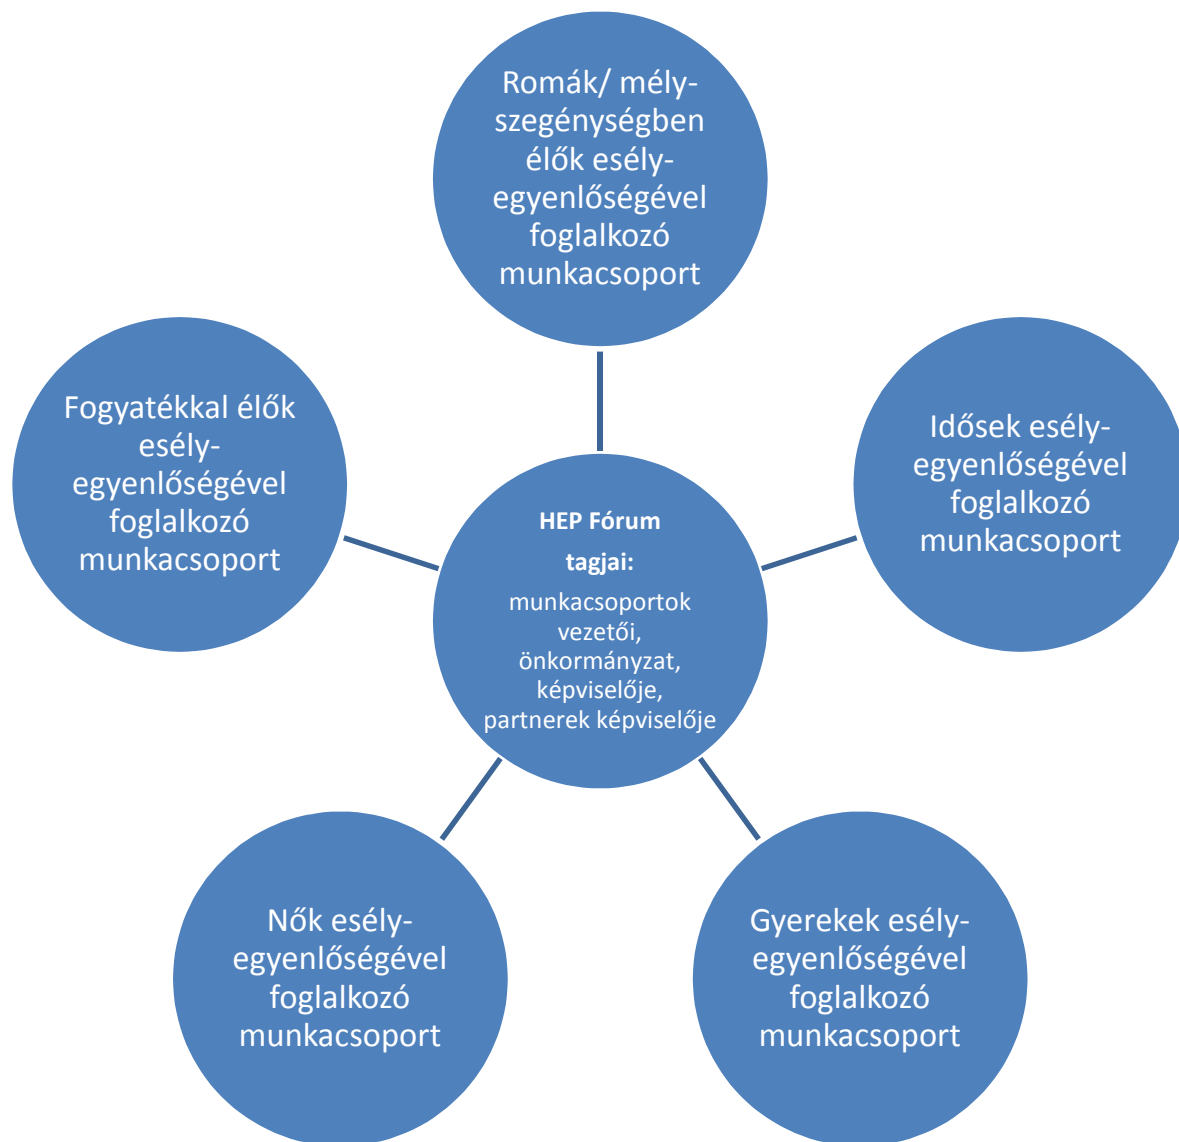 Romák/ mély-
szegénységben
élők esély-
egyenlőségével
foglalkozó
munkacsoport
Fogyatékkal élők
esély-
egyenlőségével
foglalkozó
munkacsoport
Idősek esély-
egyenlőségével
foglalkozó
munkacsoport
HEP Fórum
tagjai:
munkacsoportok
vezetői,
önkormányzat,
képviselője,
partnerek képviselője
Nők esély-
egyenlőségével
foglalkozó
munkacsoport
Gyerekek esély-
egyenlőségével
foglalkozó
munkacsoport